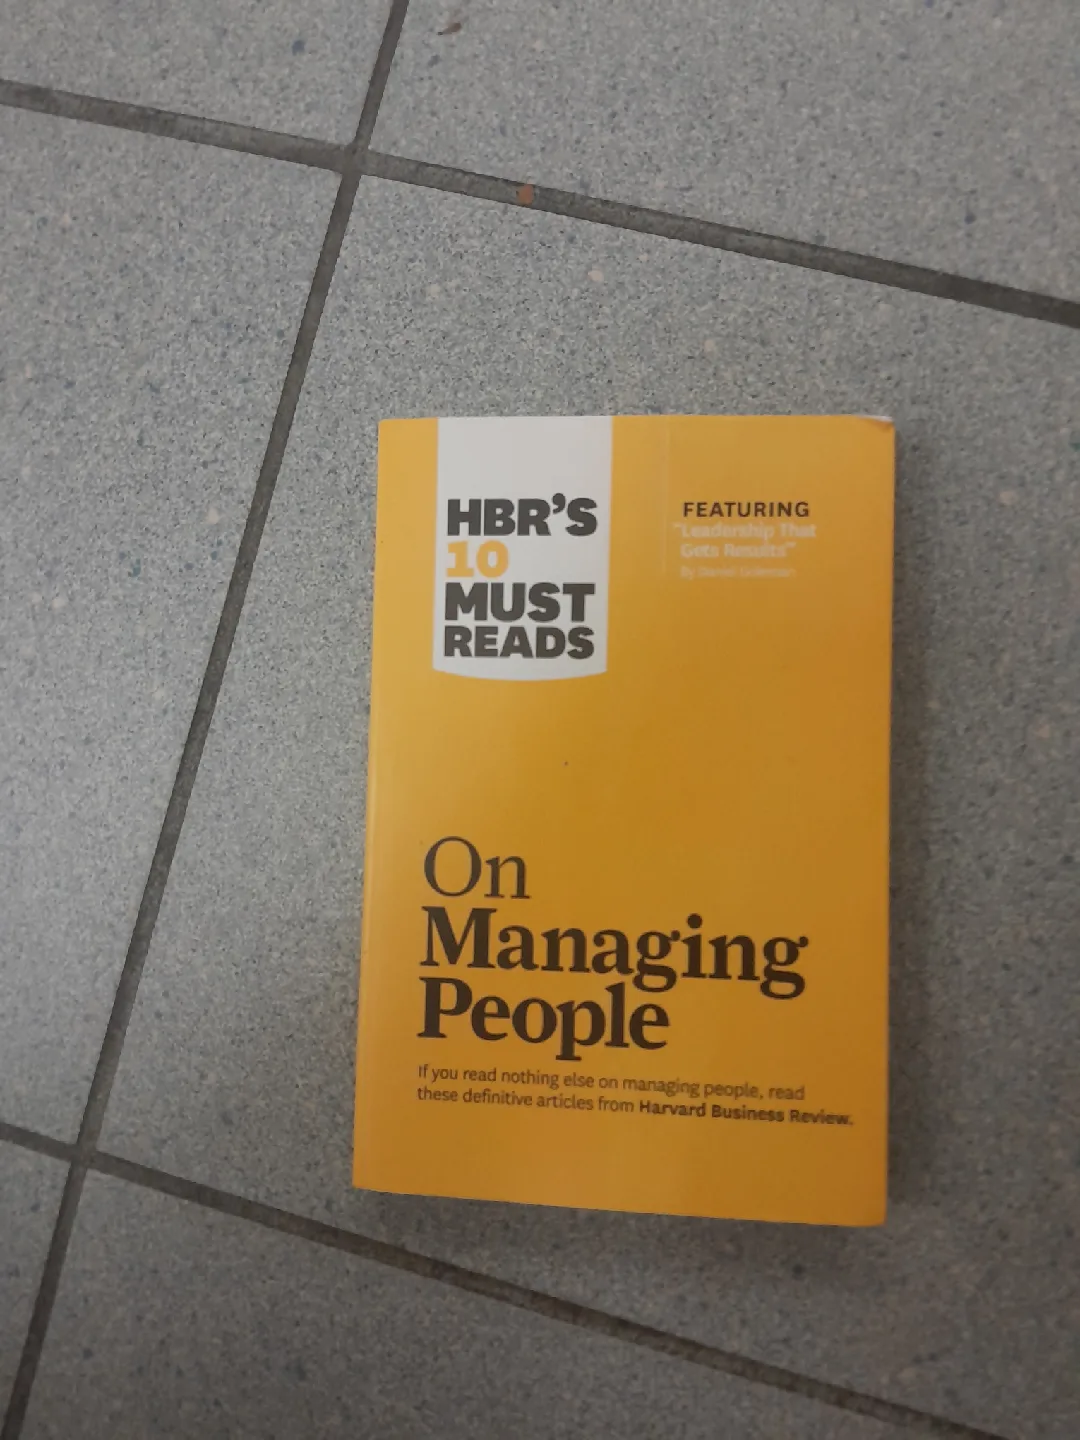 HBR'S
10
MUST
READS
FEATURING
"Leadership That
Gets Results"
By Daniel Goleman
On
Managing
People
If you read nothing else on managing people, read
these definitive articles from Harvard Business Review.